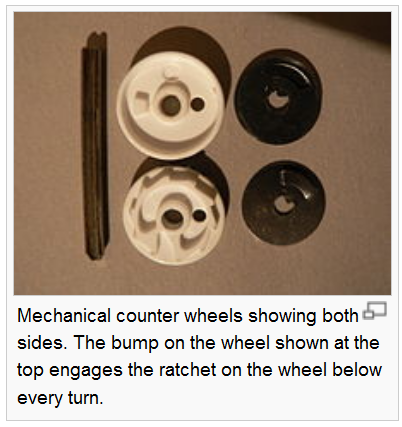 Mechanical counter wheels showing both
sides. The bump on the wheel shown at the
top engages the ratchet on the wheel below
every turn.